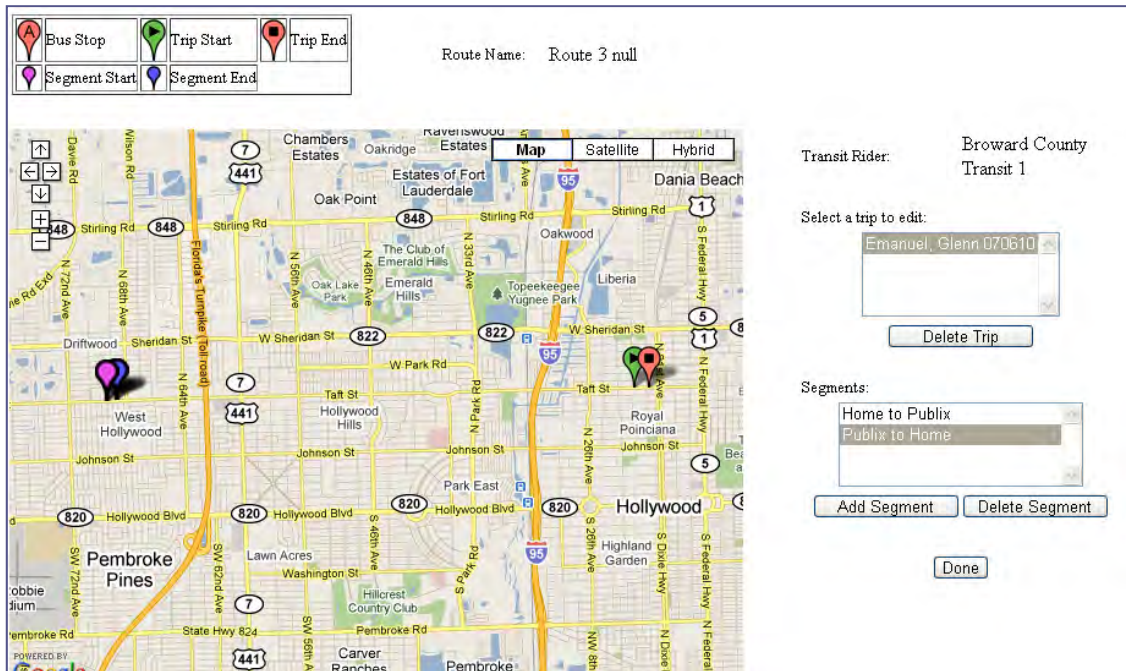 A Bus Stop Trip Start Trip End
Segment Start Segment End
Route Name: Route 3 null
Map Satellite Hybrid
Transit Rider: Broward County
Transit 1
Select a trip to edit:
Emanuel, Glenn 070610
Delete Trip
Segments:
Home to Publix
Publix to Home
Add Segment Delete Segment
Done
Davie Rd
Wilson Rd
7
441
Chambers
Estates
Oakridge
Ravenswood
Estates
Estates of Fort
Lauderdale
95
Dania Beach
1
Oak Point
848 Stirling Rd 848 Stirling Rd 848 Stirling Rd Stirling Rd
Oakwood
N 72nd Ave
N 68th Ave
Florida's Turnpike (Toll road)
N 56th Ave
N 46th Ave
N 33rd Ave
S Federal Hwy
The Club of
Emerald Hills
Oak Lake
Park
Emerald
Hills
Topeekeegee
Yugnee Park
Liberia
5
Driftwood
Sheridan St
W Sheridan St
822
822
W Sheridan St
1
95
W Park Rd
N 64th Ave
7
441
Taft St
Taft St
West
Hollywood
Hollywood
Hills
N Park Rd
N 26th Ave
Royal
Poinciana
N Federal Hwy
Johnson St
Johnson St
Johnson St
5
Park East
820
Hollywood Blvd
820
Hollywood Blvd
820
Hollywood Blvd
820
Hollywood
Pembroke
Pines
SW 72nd Ave
SW 62nd Ave
Lawn Acres
S 46th Ave
95
S 26th Ave
Highland
Garden
S Dixie Hwy
S Federal Hwy
Washington St
S Park Rd
Hillcrest
Country Club
7
State Hwy 824
Pembroke Rd
441
SW 56th
Carver
Ranches
Pembroke
NW 8th
N Dixie
POWERED BY
Google